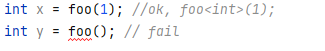 int x = foo(1); //ok, foo<int>(1);
int y = foo(); // fail